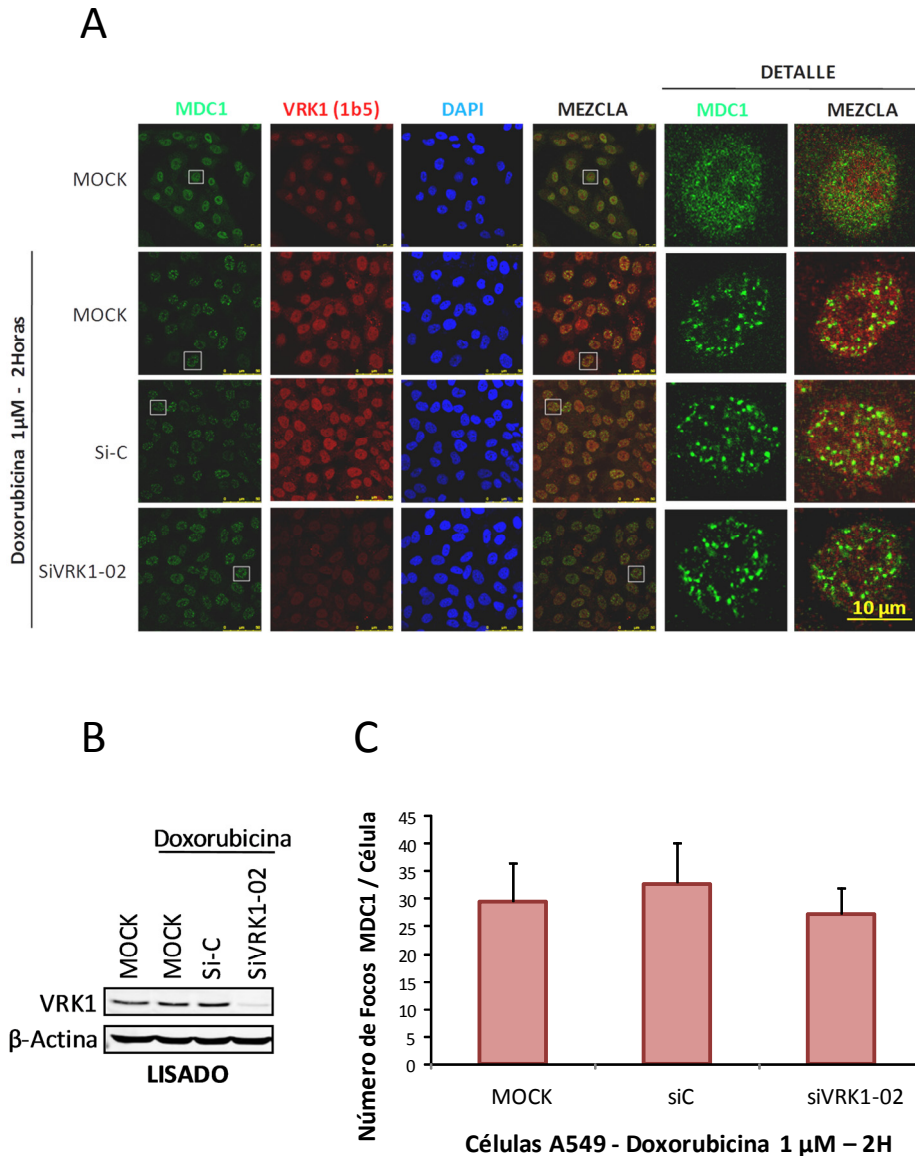 A
DETALLE
MDC1 VRK1 (1b5) DAPI MEZCLA MDC1 MEZCLA
MOCK
Doxorubicina 1µM - 2Horas
MOCK
Si-C
SiVRK1-02
10 µm
B
Doxorubicina
MOCK MOCK Si-C SiVRK1-02
VRK1
β-Actina
LISADO
C
Número de Focos MDC1 / Célula
45
40
35
30
25
20
15
10
5
0
MOCK siC siVRK1-02
Células A549 - Doxorubicina 1 µM – 2H